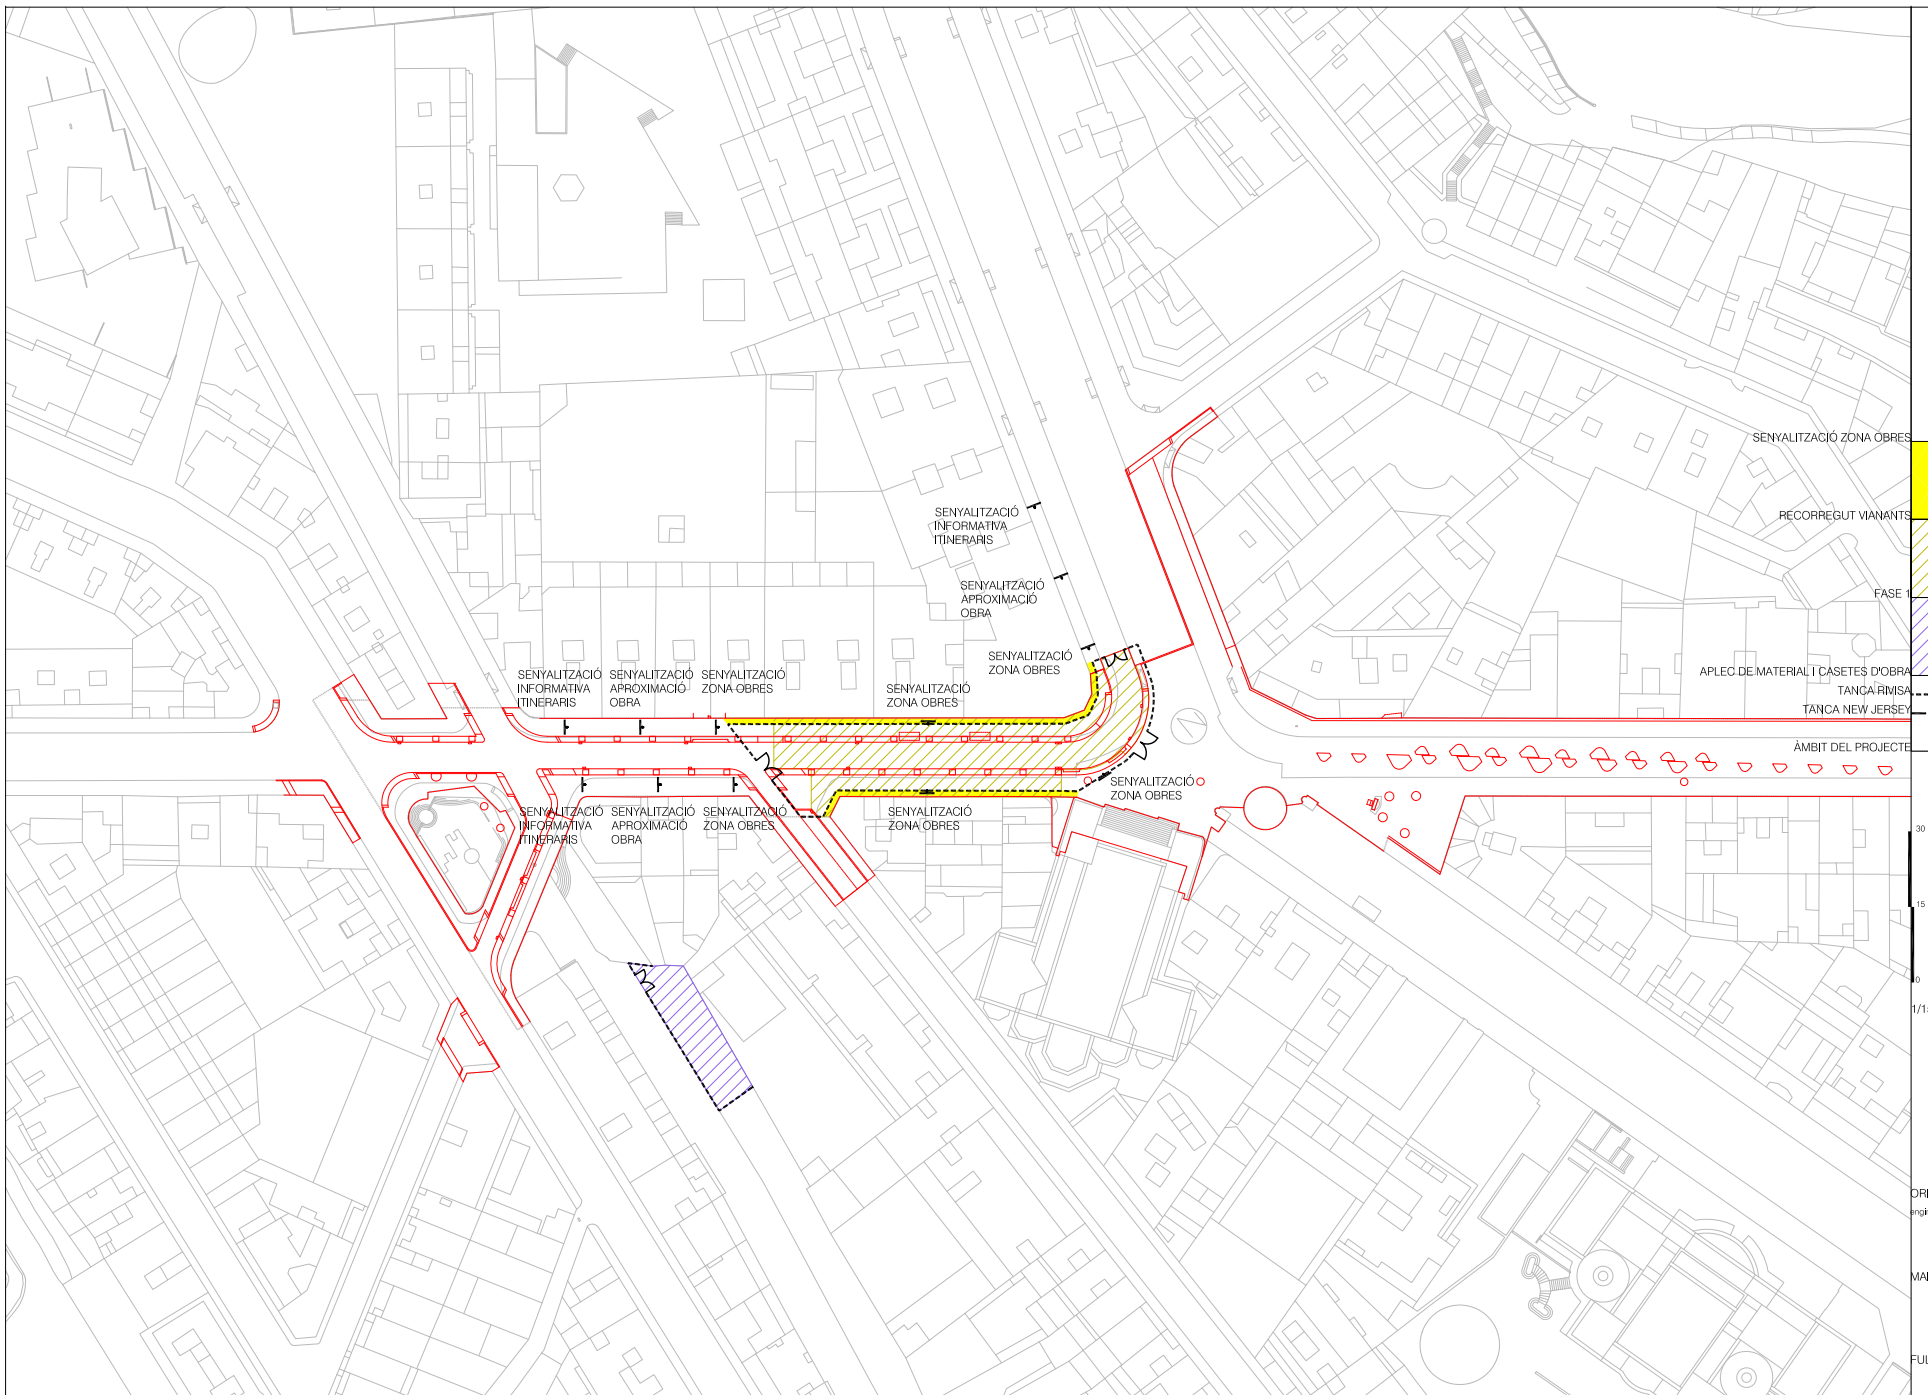 SENYALITZACIÓ ZONA OBRES
RECORREGUT VIANANTS
FASE 1
APLEC DE MATERIAL I CASETES D'OBRA
TANCA RIVISA
TANCA NEW JERSEY
ÀMBIT DEL PROJECTE
SENYALITZACIÓ
INFORMATIVA
ITINERARIS
SENYALITZACIÓ
APROXIMACIÓ
OBRA
SENYALITZACIÓ
ZONA OBRES
SENYALITZACIÓ
INFORMATIVA
ITINERARIS
SENYALITZACIÓ
APROXIMACIÓ
OBRA
SENYALITZACIÓ
ZONA OBRES
SENYALITZACIÓ
ZONA OBRES
SENYALITZACIÓ
ZONA OBRES
SENYALITZACIÓ
INFORMATIVA
ITINERARIS
SENYALITZACIÓ
APROXIMACIÓ
OBRA
SENYALITZACIÓ
ZONA OBRES
SENYALITZACIÓ
ZONA OBRES
30
15
0